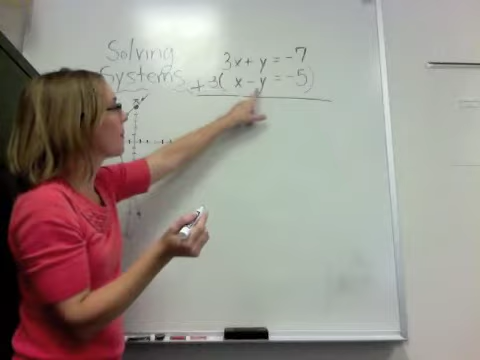 Solving
Systems
3x + y = -7
+ -3( x - y = -5)